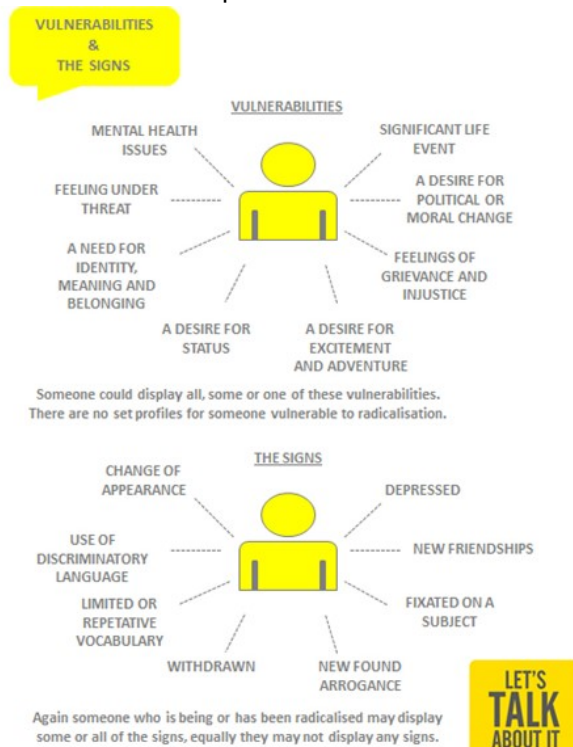 VULNERABILITIES
&
THE SIGNS
VULNERABILITIES
MENTAL HEALTH
ISSUES
SIGNIFICANT LIFE
EVENT
FEELING UNDER
THREAT
A DESIRE FOR
POLITICAL OR
MORAL CHANGE
A NEED FOR
IDENTITY,
MEANING AND
BELONGING
FEELINGS OF
GRIEVANCE AND
INJUSTICE
A DESIRE FOR
STATUS
A DESIRE FOR
EXCITEMENT
AND ADVENTURE
Someone could display all, some or one of these vulnerabilities.
There are no set profiles for someone vulnerable to radicalisation.
THE SIGNS
CHANGE OF
APPEARANCE
DEPRESSED
USE OF
DISCRIMINATORY
LANGUAGE
NEW FRIENDSHIPS
LIMITED OR
REPETATIVE
VOCABULARY
FIXATED ON A
SUBJECT
WITHDRAWN
NEW FOUND
ARROGANCE
Again someone who is being or has been radicalised may display
some or all of the signs, equally they may not display any signs.
LET'S
TALK
ABOUT IT